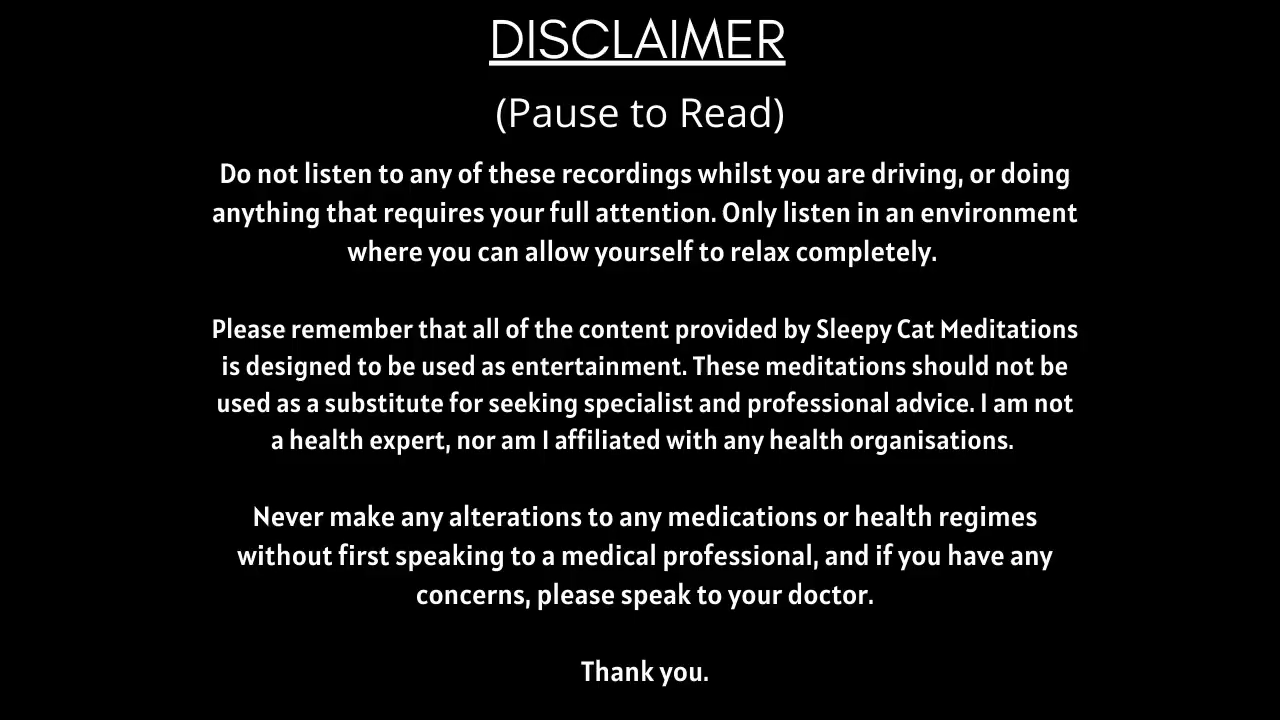 DISCLAIMER
(Pause to Read)
Do not listen to any of these recordings whilst you are driving, or doing
anything that requires your full attention. Only listen in an environment
where you can allow yourself to relax completely.
Please remember that all of the content provided by Sleepy Cat Meditations
is designed to be used as entertainment. These meditations should not be
used as a substitute for seeking specialist and professional advice. I am not
a health expert, nor am I affiliated with any health organisations.
Never make any alterations to any medications or health regimes
without first speaking to a medical professional, and if you have any
concerns, please speak to your doctor.
Thank you.